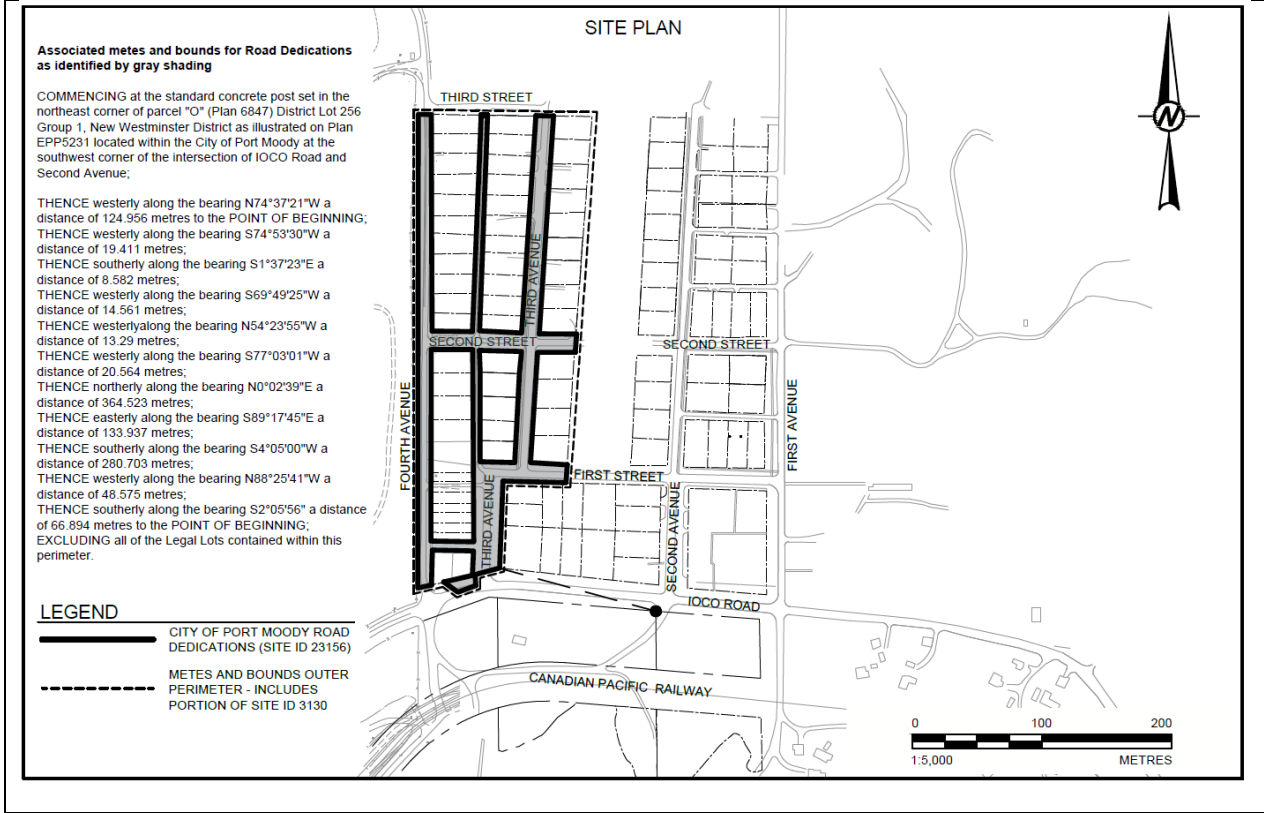 SITE PLAN
Associated metes and bounds for Road Dedications
as identified by gray shading
COMMENCING at the standard concrete post set in the
northeast corner of parcel "O" (Plan 6847) District Lot 256
Group 1, New Westminster District as illustrated on Plan
EPP5231 located within the City of Port Moody at the
southwest corner of the intersection of IOCO Road and
Second Avenue;
THENCE westerly along the bearing N74°37'21"W a
distance of 124.956 metres to the POINT OF BEGINNING;
THENCE westerly along the bearing S74°53'30"W a
distance of 19.411 metres;
THENCE southerly along the bearing S1°37'23"E a
distance of 8.582 metres;
THENCE westerly along the bearing S69°49'25"W a
distance of 14.561 metres;
THENCE westerlyalong the bearing N54°23'55"W a
distance of 13.29 metres;
THENCE westerly along the bearing S77°03'01"W a
distance of 20.564 metres;
THENCE northerly along the bearing N0°02'39"E a
distance of 364.523 metres;
THENCE easterly along the bearing S89°17'45"E a
distance of 133.937 metres;
THENCE southerly along the bearing S4°05'00"W a
distance of 280.703 metres;
THENCE westerly along the bearing N88°25'41"W a
distance of 48.575 metres;
THENCE southerly along the bearing S2°05'56" a distance
of 66.894 metres to the POINT OF BEGINNING;
EXCLUDING all of the Legal Lots contained within this
perimeter.
LEGEND
CITY OF PORT MOODY ROAD
DEDICATIONS (SITE ID 23156)
METES AND BOUNDS OUTER
PERIMETER - INCLUDES
PORTION OF SITE ID 3130
THIRD STREET
THIRD AVENUE
SECOND STREET
SECOND STREET
FOURTH AVENUE
FIRST AVENUE
FIRST STREET
THIRD AVENUE
SECOND AVENUE
IOCO ROAD
CANADIAN PACIFIC RAILWAY
N
0 100 200
1:5,000 METRES